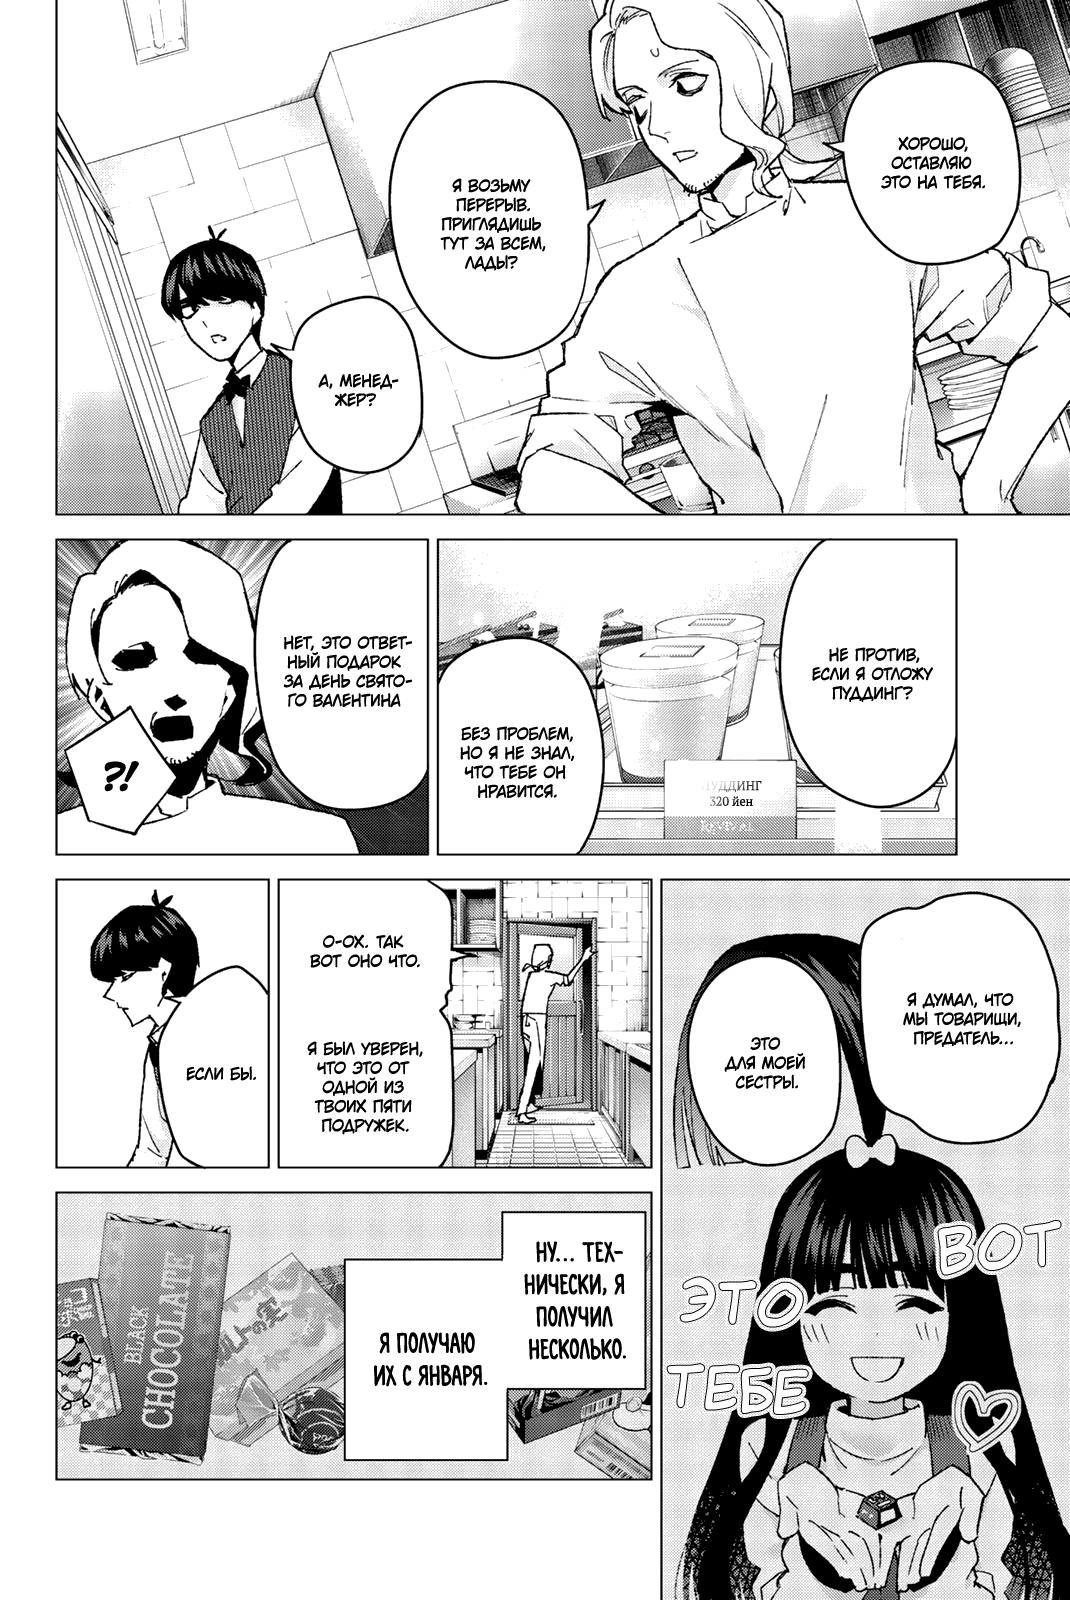 ХОРОШО,
ОСТАВЛЯЮ
ЭТО НА ТЕБЯ.
Я ВОЗЬМУ
ПЕРЕРЫВ.
ПРИГЛЯДИШЬ
ТУТ ЗА ВСЕМ,
ЛАДЫ?
А, МЕНЕД-
ЖЕР?
НЕ ПРОТИВ,
ЕСЛИ Я ОТЛОЖУ
ПУДДИНГ?
БЕЗ ПРОБЛЕМ,
НО Я НЕ ЗНАЛ,
ЧТО ТЕБЕ ОН
НРАВИТСЯ.
ПУДДИНГ
320 йен
REVIVAL
НЕТ, ЭТО ОТВЕТ-
НЫЙ ПОДАРОК
ЗА ДЕНЬ СВЯТО-
ГО ВАЛЕНТИНА
?!
Я ДУМАЛ, ЧТО
МЫ ТОВАРИЩИ,
ПРЕДАТЕЛЬ...
ЭТО
ДЛЯ МОЕЙ
СЕСТРЫ.
О-ОХ. ТАК
ВОТ ОНО ЧТО.
Я БЫЛ УВЕРЕН,
ЧТО ЭТО ОТ
ОДНОЙ ИЗ
ТВОИХ ПЯТИ
ПОДРУЖЕК.
ЕСЛИ БЫ.
ВОТ
ЭТО
ТЕБЕ
НУ... ТЕХ-
НИЧЕСКИ, Я
ПОЛУЧИЛ
НЕСКОЛЬКО.
Я ПОЛУЧАЮ
ИХ С ЯНВАРЯ.
BLACK
CHOCOLATE